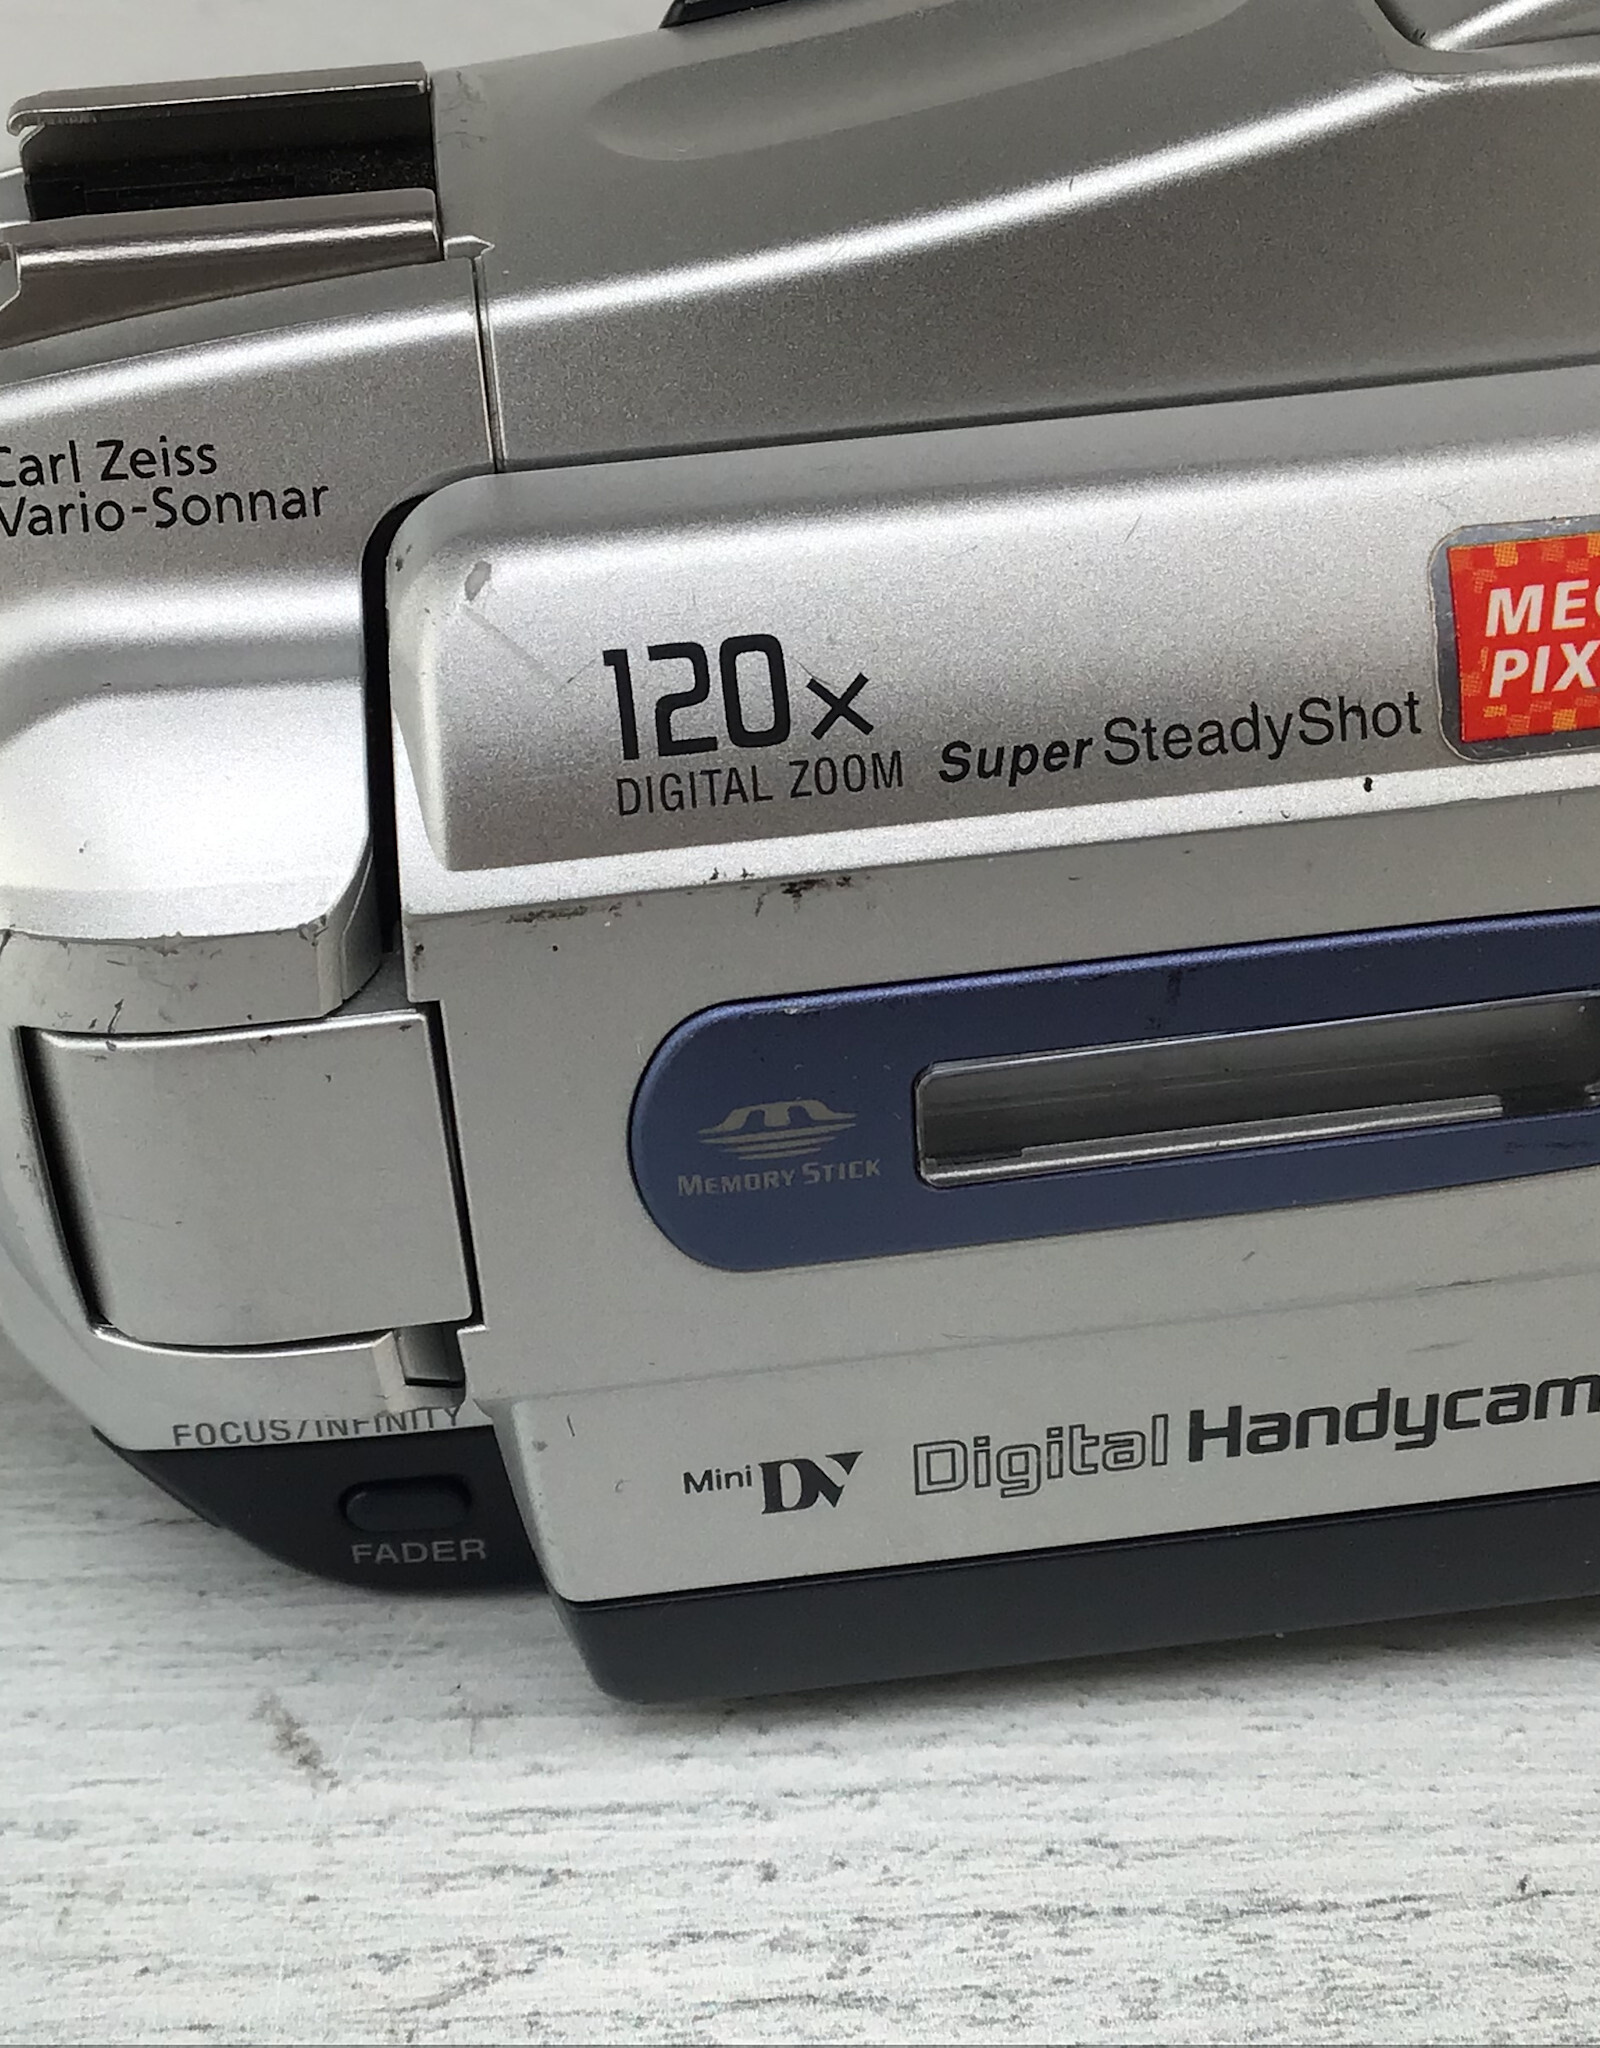 Carl Zeiss
Vario-Sonnar
120x
DIGITAL ZOOM
Super SteadyShot
MEMORY STICK
FOCUS/INFINITY
FADER
Mini DV
Digital Handycam